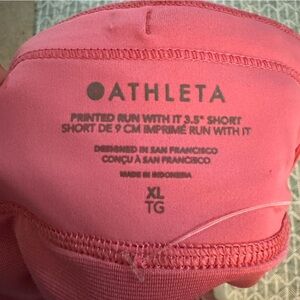 ATHLETA
PRINTED RUN WITH IT 3.5" SHORT
SHORT DE 9 CM IMPRIMÉ RUN WITH IT
DESIGNED IN SAN FRANCISCO
CONÇU À SAN FRANCISCO
MADE IN INDONESIA
XL
TG